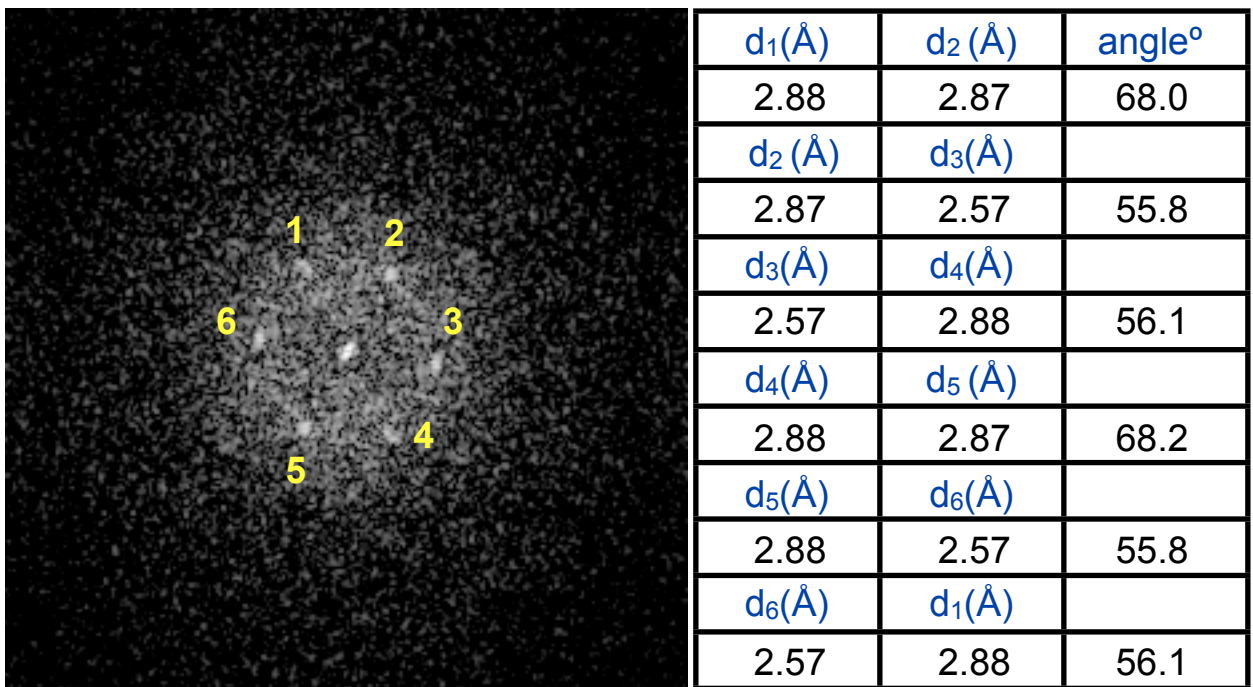 1
2
6
3
4
5
d₁(Å) d₂ (Å) angleº
2.88 2.87 68.0
d₂ (Å) d₃(Å)
2.87 2.57 55.8
d₃(Å) d₄(Å)
2.57 2.88 56.1
d₄(Å) d₅ (Å)
2.88 2.87 68.2
d₅(Å) d₆(Å)
2.88 2.57 55.8
d₆(Å) d₁(Å)
2.57 2.88 56.1